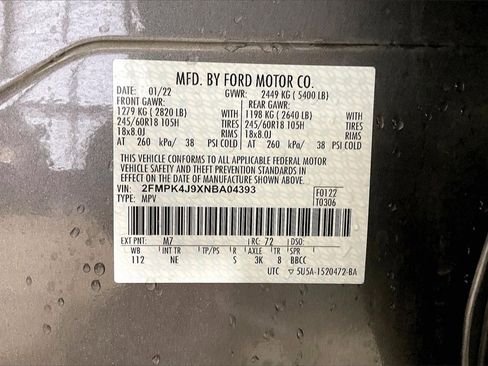 MFD. BY FORD MOTOR CO.
DATE: 01/22 GVWR: 2449 KG ( 5400 LB)
FRONT GAWR: REAR GAWR:
1279 KG ( 2820 LB) WITH 1198 KG ( 2640 LB) WITH
245/60R18 105H TIRES 245/60R18 105H TIRES
18x8.0J RIMS 18x8.0J RIMS
AT 260 kPa/ 38 PSI COLD AT 260 kPa/ 38 PSI COLD
THIS VEHICLE CONFORMS TO ALL APPLICABLE FEDERAL MOTOR
VEHICLE SAFETY AND THEFT PREVENTION STANDARDS IN
EFFECT ON THE DATE OF MANUFACTURE SHOWN ABOVE.
VIN: 2FMPK4J9XNBA04393 F0122
TYPE: MPV T0306
EXT PNT: M7 RC: 72 DSO:
WB INT TR TP/PS R AXLE TR SPR
112 NE S 3K 8 BBCC
UTC ▽ 5U5A-1520472-BA